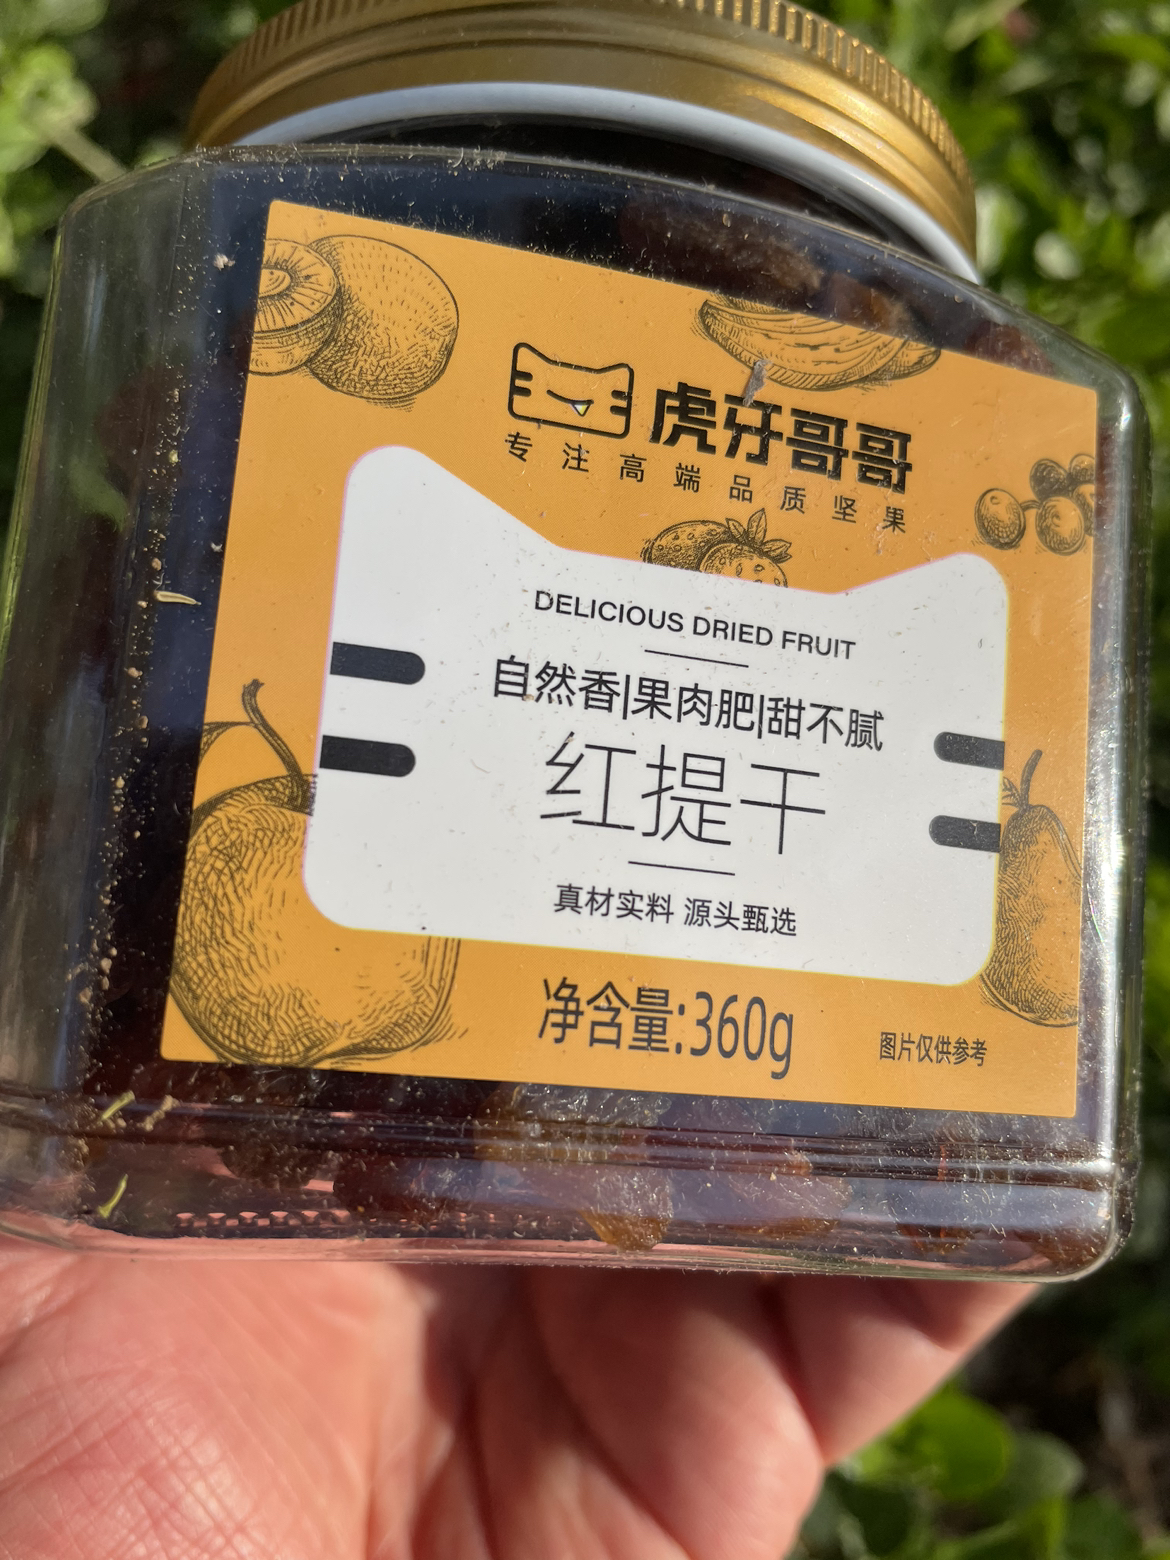 虎牙哥哥
专注高端品质坚果
DELICIOUS DRIED FRUIT
自然香|果肉肥|甜不腻
红提干
真材实料 源头甄选
净含量:360g
图片仅供参考